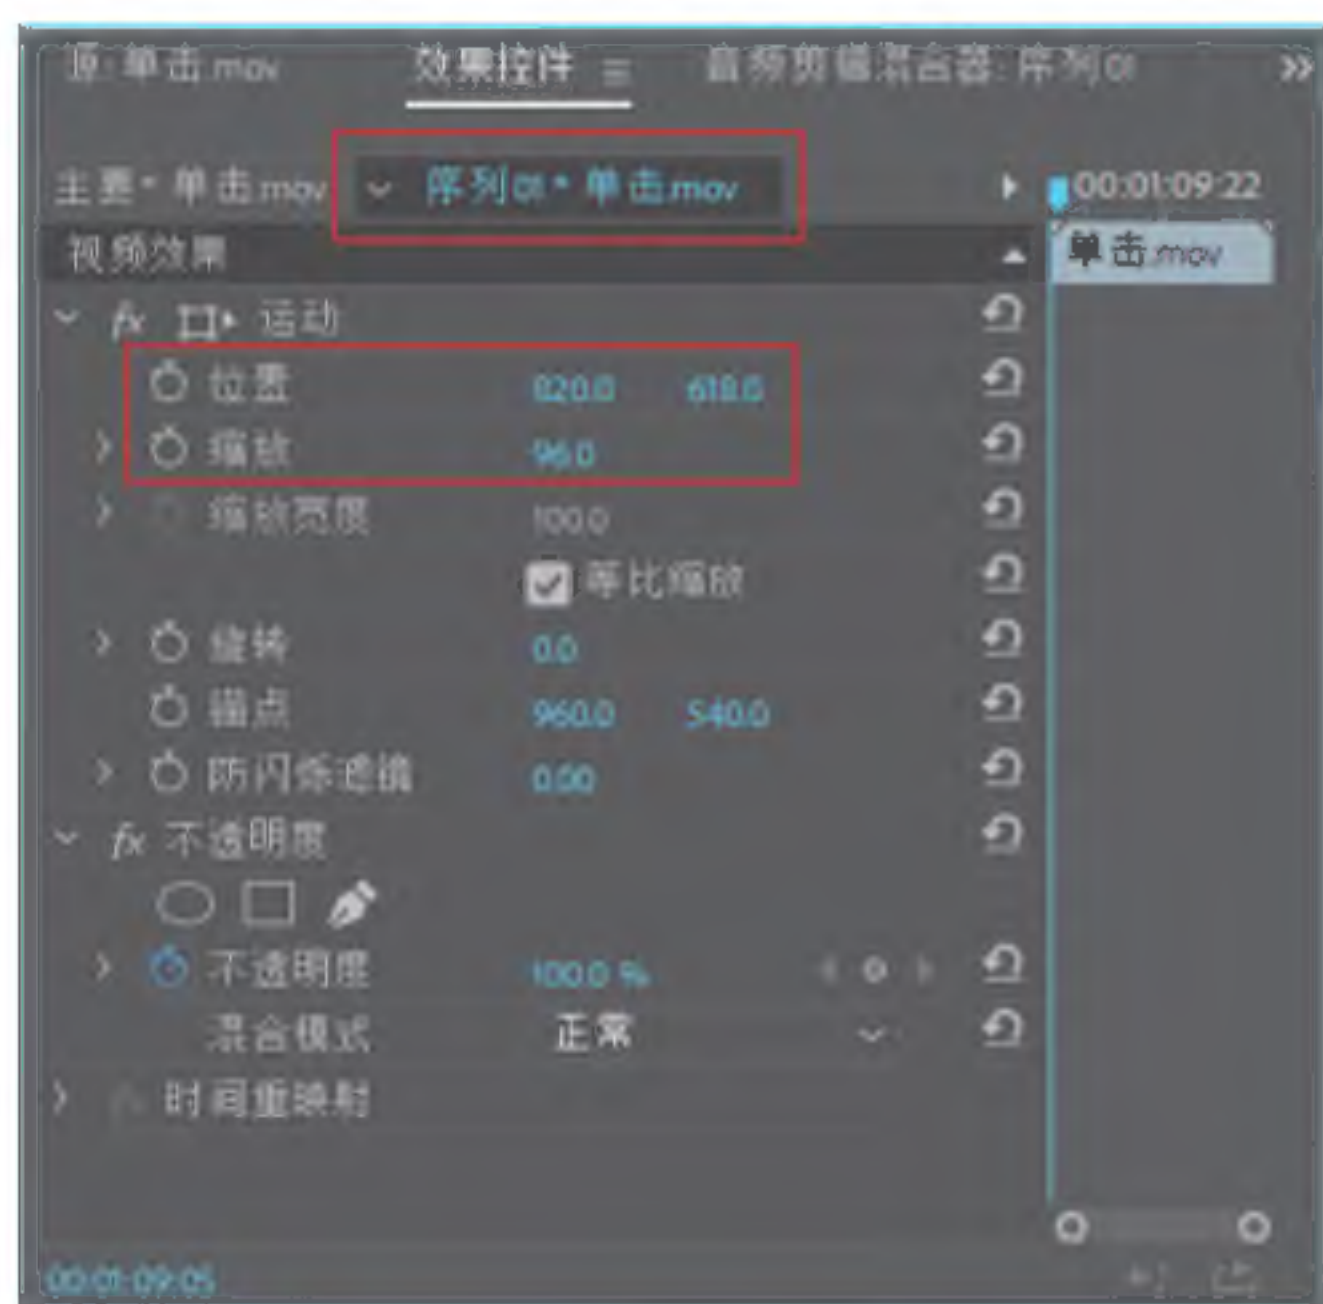 源: 单击.mov 效果控件 音频剪辑混合器: 序列 01
主要 * 单击.mov 序列 01 * 单击.mov 00:01:09:22
视频效果 单击.mov
fx 运动
位置 820.0 618.0
缩放 96.0
缩放宽度 100.0
等比缩放
旋转 0.0
锚点 960.0 540.0
防闪烁滤镜 0.00
fx 不透明度
不透明度 100.0 %
混合模式 正常
时间重映射
00:01:09:05